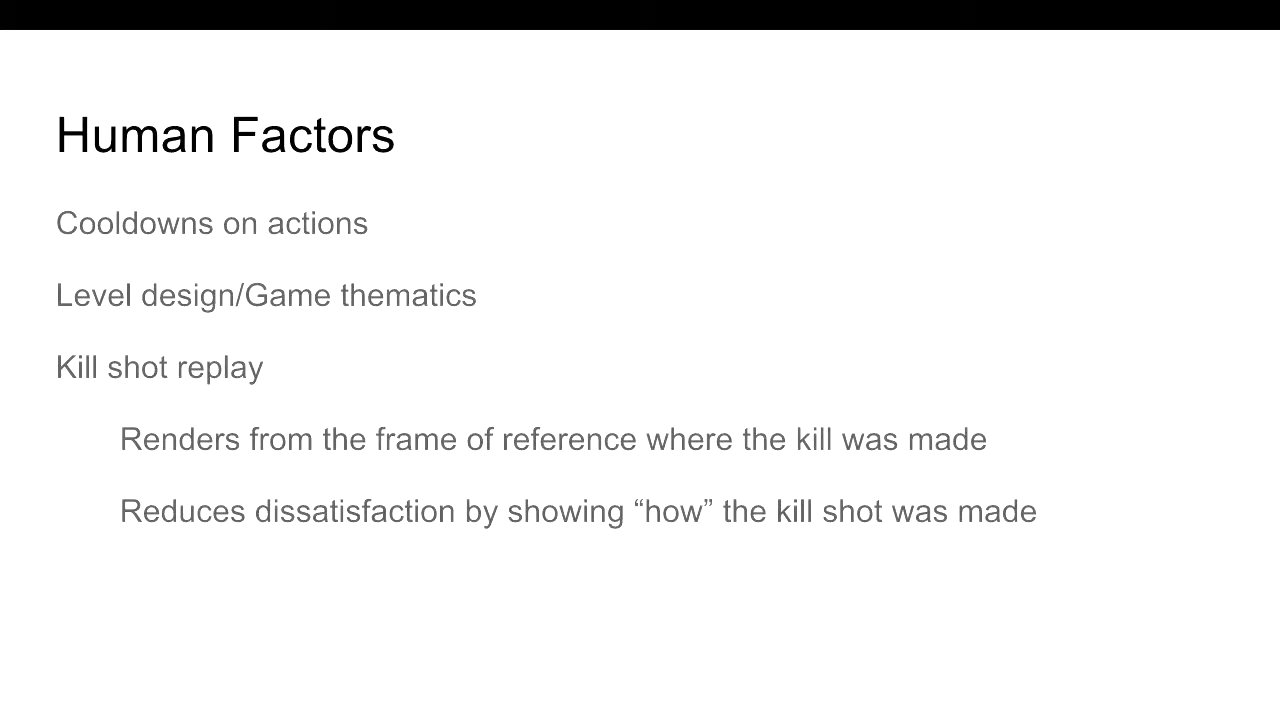 Human Factors
Cooldowns on actions
Level design/Game thematics
Kill shot replay
Renders from the frame of reference where the kill was made
Reduces dissatisfaction by showing “how” the kill shot was made